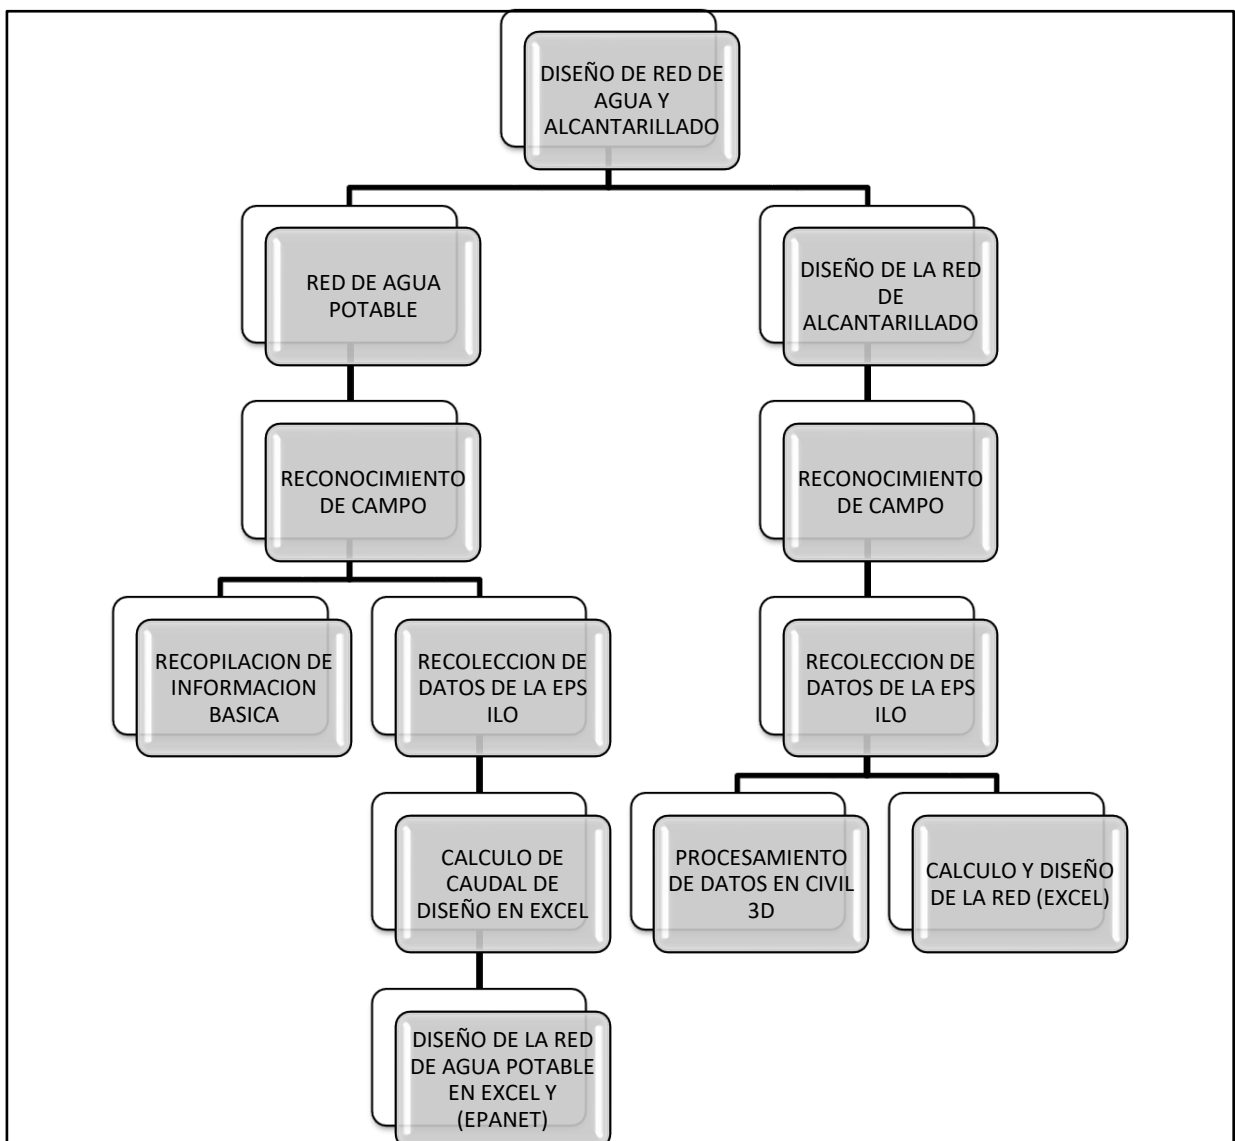 DISEÑO DE RED DE
AGUA Y
ALCANTARILLADO
RED DE AGUA
POTABLE
DISEÑO DE LA RED
DE
ALCANTARILLADO
RECONOCIMIENTO
DE CAMPO
RECONOCIMIENTO
DE CAMPO
RECOPILACION DE
INFORMACION
BASICA
RECOLECCION DE
DATOS DE LA EPS
ILO
RECOLECCION DE
DATOS DE LA EPS
ILO
CALCULO DE
CAUDAL DE
DISEÑO EN EXCEL
PROCESAMIENTO
DE DATOS EN CIVIL
3D
CALCULO Y DISEÑO
DE LA RED (EXCEL)
DISEÑO DE LA RED
DE AGUA POTABLE
EN EXCEL Y
(EPANET)